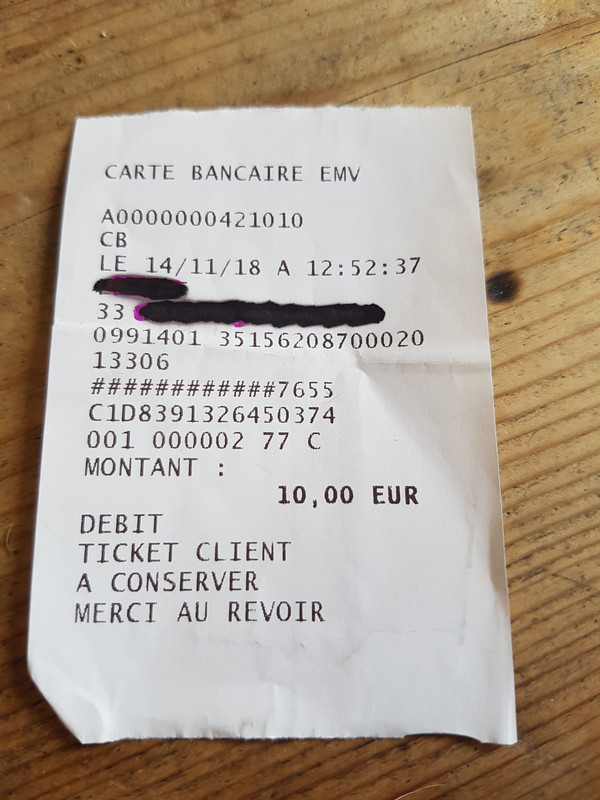 CARTE BANCAIRE EMV
A0000000421010
CB
LE 14/11/18 A 12:52:37
33
0991401 35156208700020
13306
############7655
C1D8391326450374
001 000002 77 C
MONTANT :
10,00 EUR
DEBIT
TICKET CLIENT
A CONSERVER
MERCI AU REVOIR